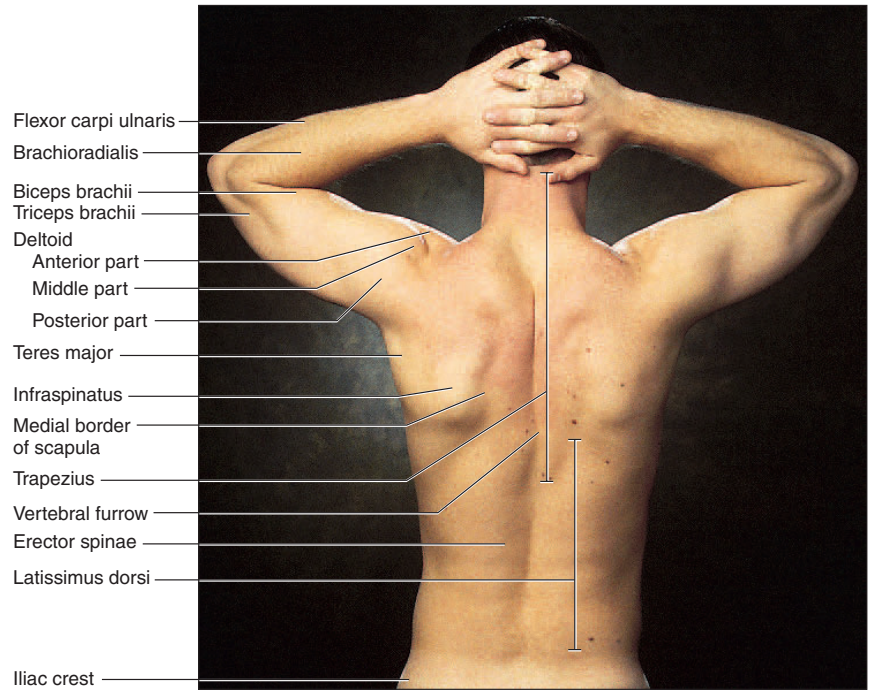 Flexor carpi ulnaris
Brachioradialis
Biceps brachii
Triceps brachii
Deltoid
Anterior part
Middle part
Posterior part
Teres major
Infraspinatus
Medial border
of scapula
Trapezius
Vertebral furrow
Erector spinae
Latissimus dorsi
Iliac crest